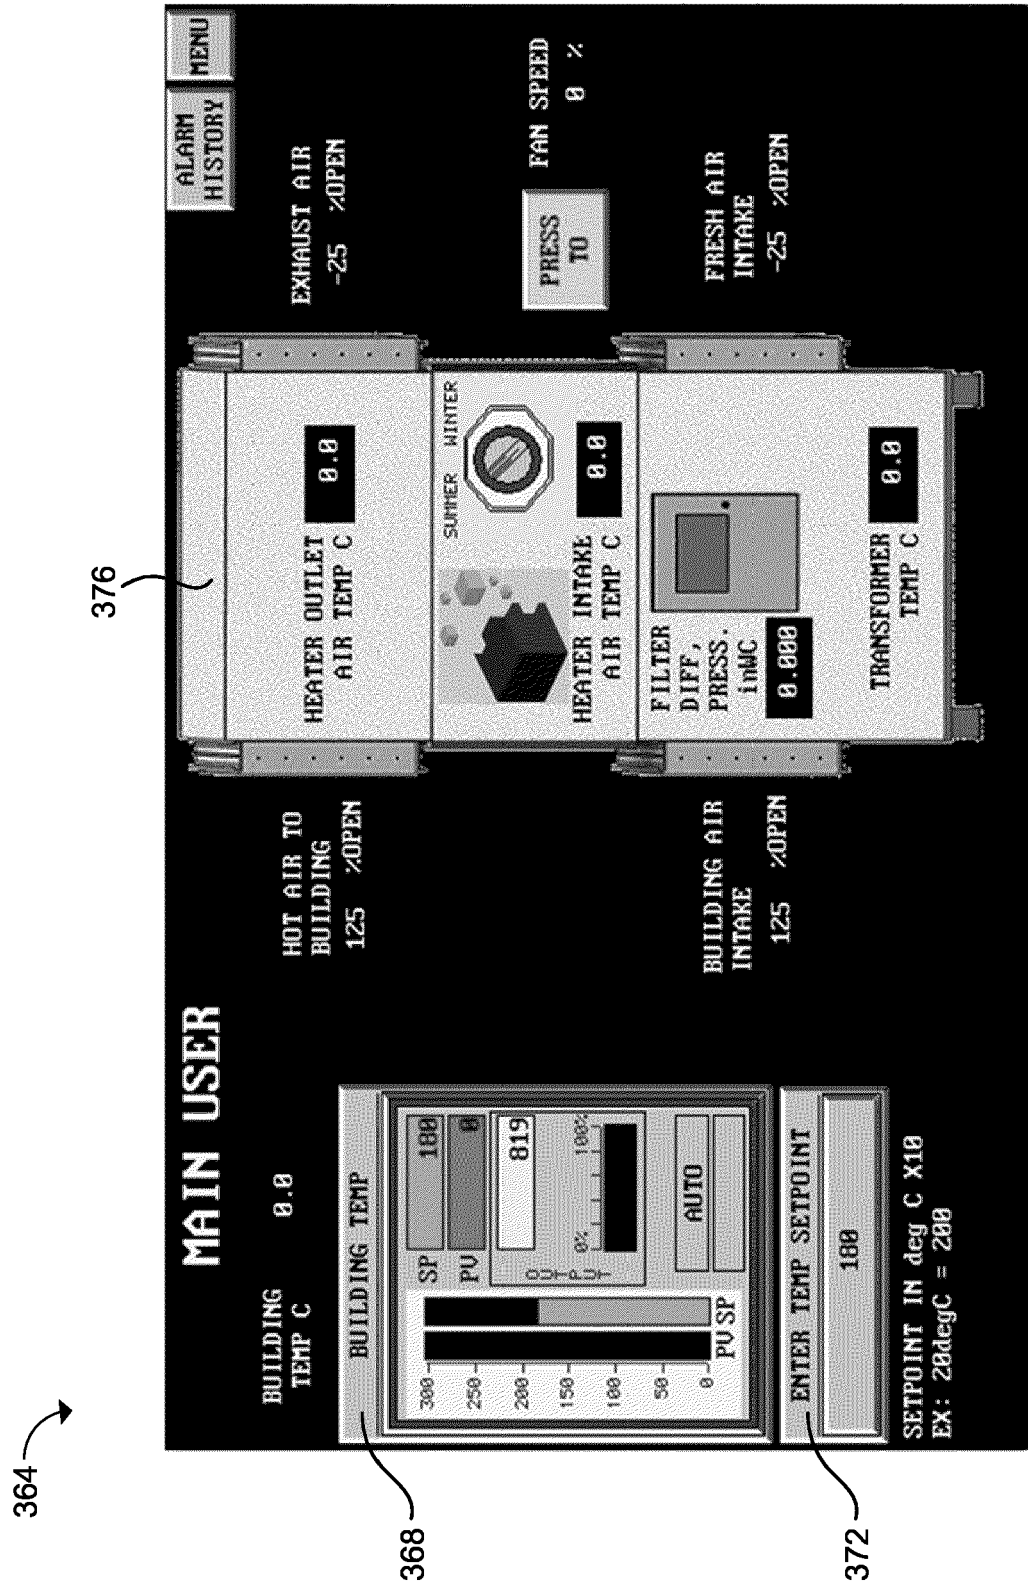 364
MAIN USER
ALARM
HISTORY
MENU
BUILDING
TEMP C
0.0
HOT AIR TO
BUILDING
125 %OPEN
376
EXHAUST AIR
-25 %OPEN
HEATER OUTLET
AIR TEMP C
0.0
368
BUILDING TEMP
300
250
200
150
100
50
0
PV SP
SP 180
PV 0
OUTPUT
819
0% 100%
AUTO
SUMMER WINTER
HEATER INTAKE
AIR TEMP C
0.0
PRESS
TO
FAN SPEED
0 %
FILTER
DIFF,
PRESS.
inWC
0.000
BUILDING AIR
INTAKE
125 %OPEN
FRESH AIR
INTAKE
-25 %OPEN
TRANSFORMER
TEMP C
0.0
372
ENTER TEMP SETPOINT
180
SETPOINT IN deg C X10
EX: 20degC = 200